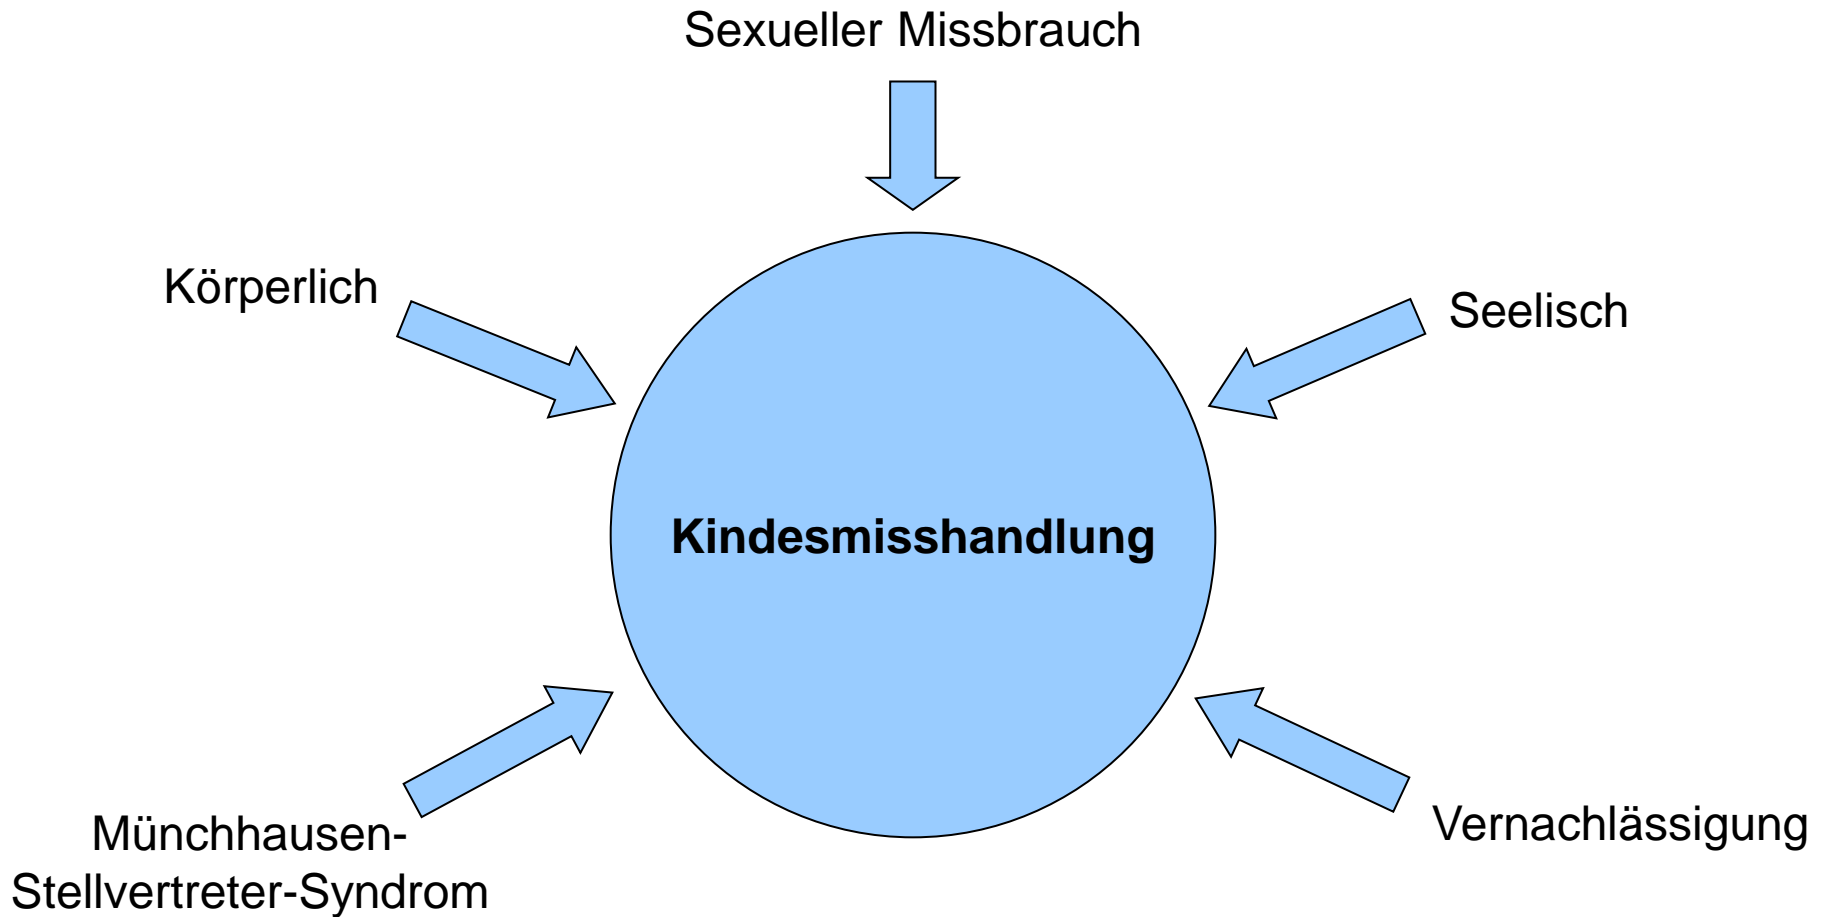 Sexueller Missbrauch
Körperlich
Seelisch
Kindesmisshandlung
Münchhausen-
Stellvertreter-Syndrom
Vernachlässigung